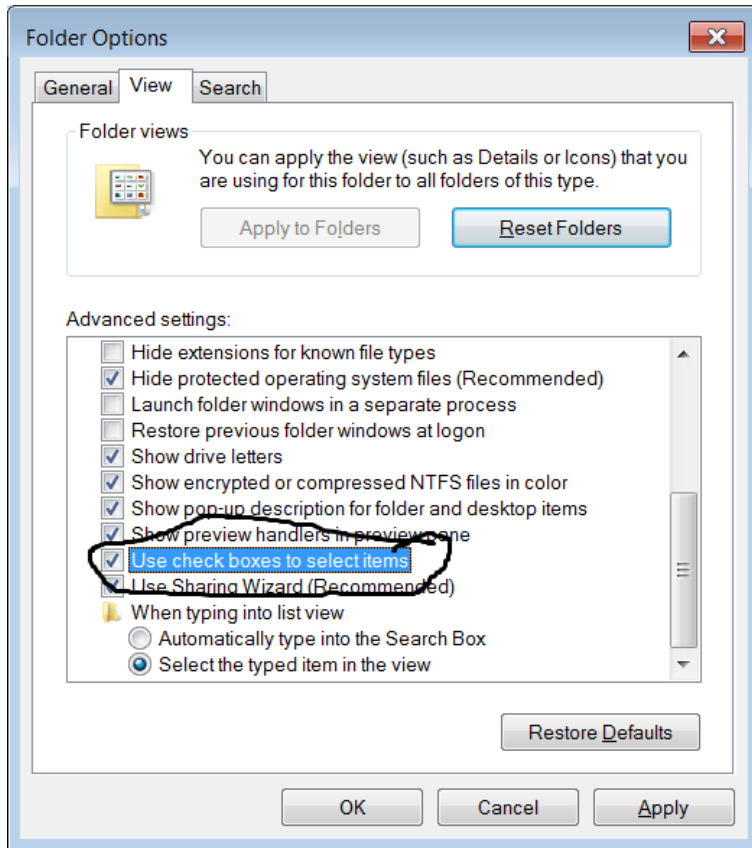 Folder Options
General
View
Search
Folder views
You can apply the view (such as Details or Icons) that you
are using for this folder to all folders of this type.
Apply to Folders
Reset Folders
Advanced settings:
Hide extensions for known file types
Hide protected operating system files (Recommended)
Launch folder windows in a separate process
Restore previous folder windows at logon
Show drive letters
Show encrypted or compressed NTFS files in color
Show pop-up description for folder and desktop items
Show preview handlers in preview pane
Use check boxes to select items
Use Sharing Wizard (Recommended)
When typing into list view
Automatically type into the Search Box
Select the typed item in the view
Restore Defaults
OK
Cancel
Apply